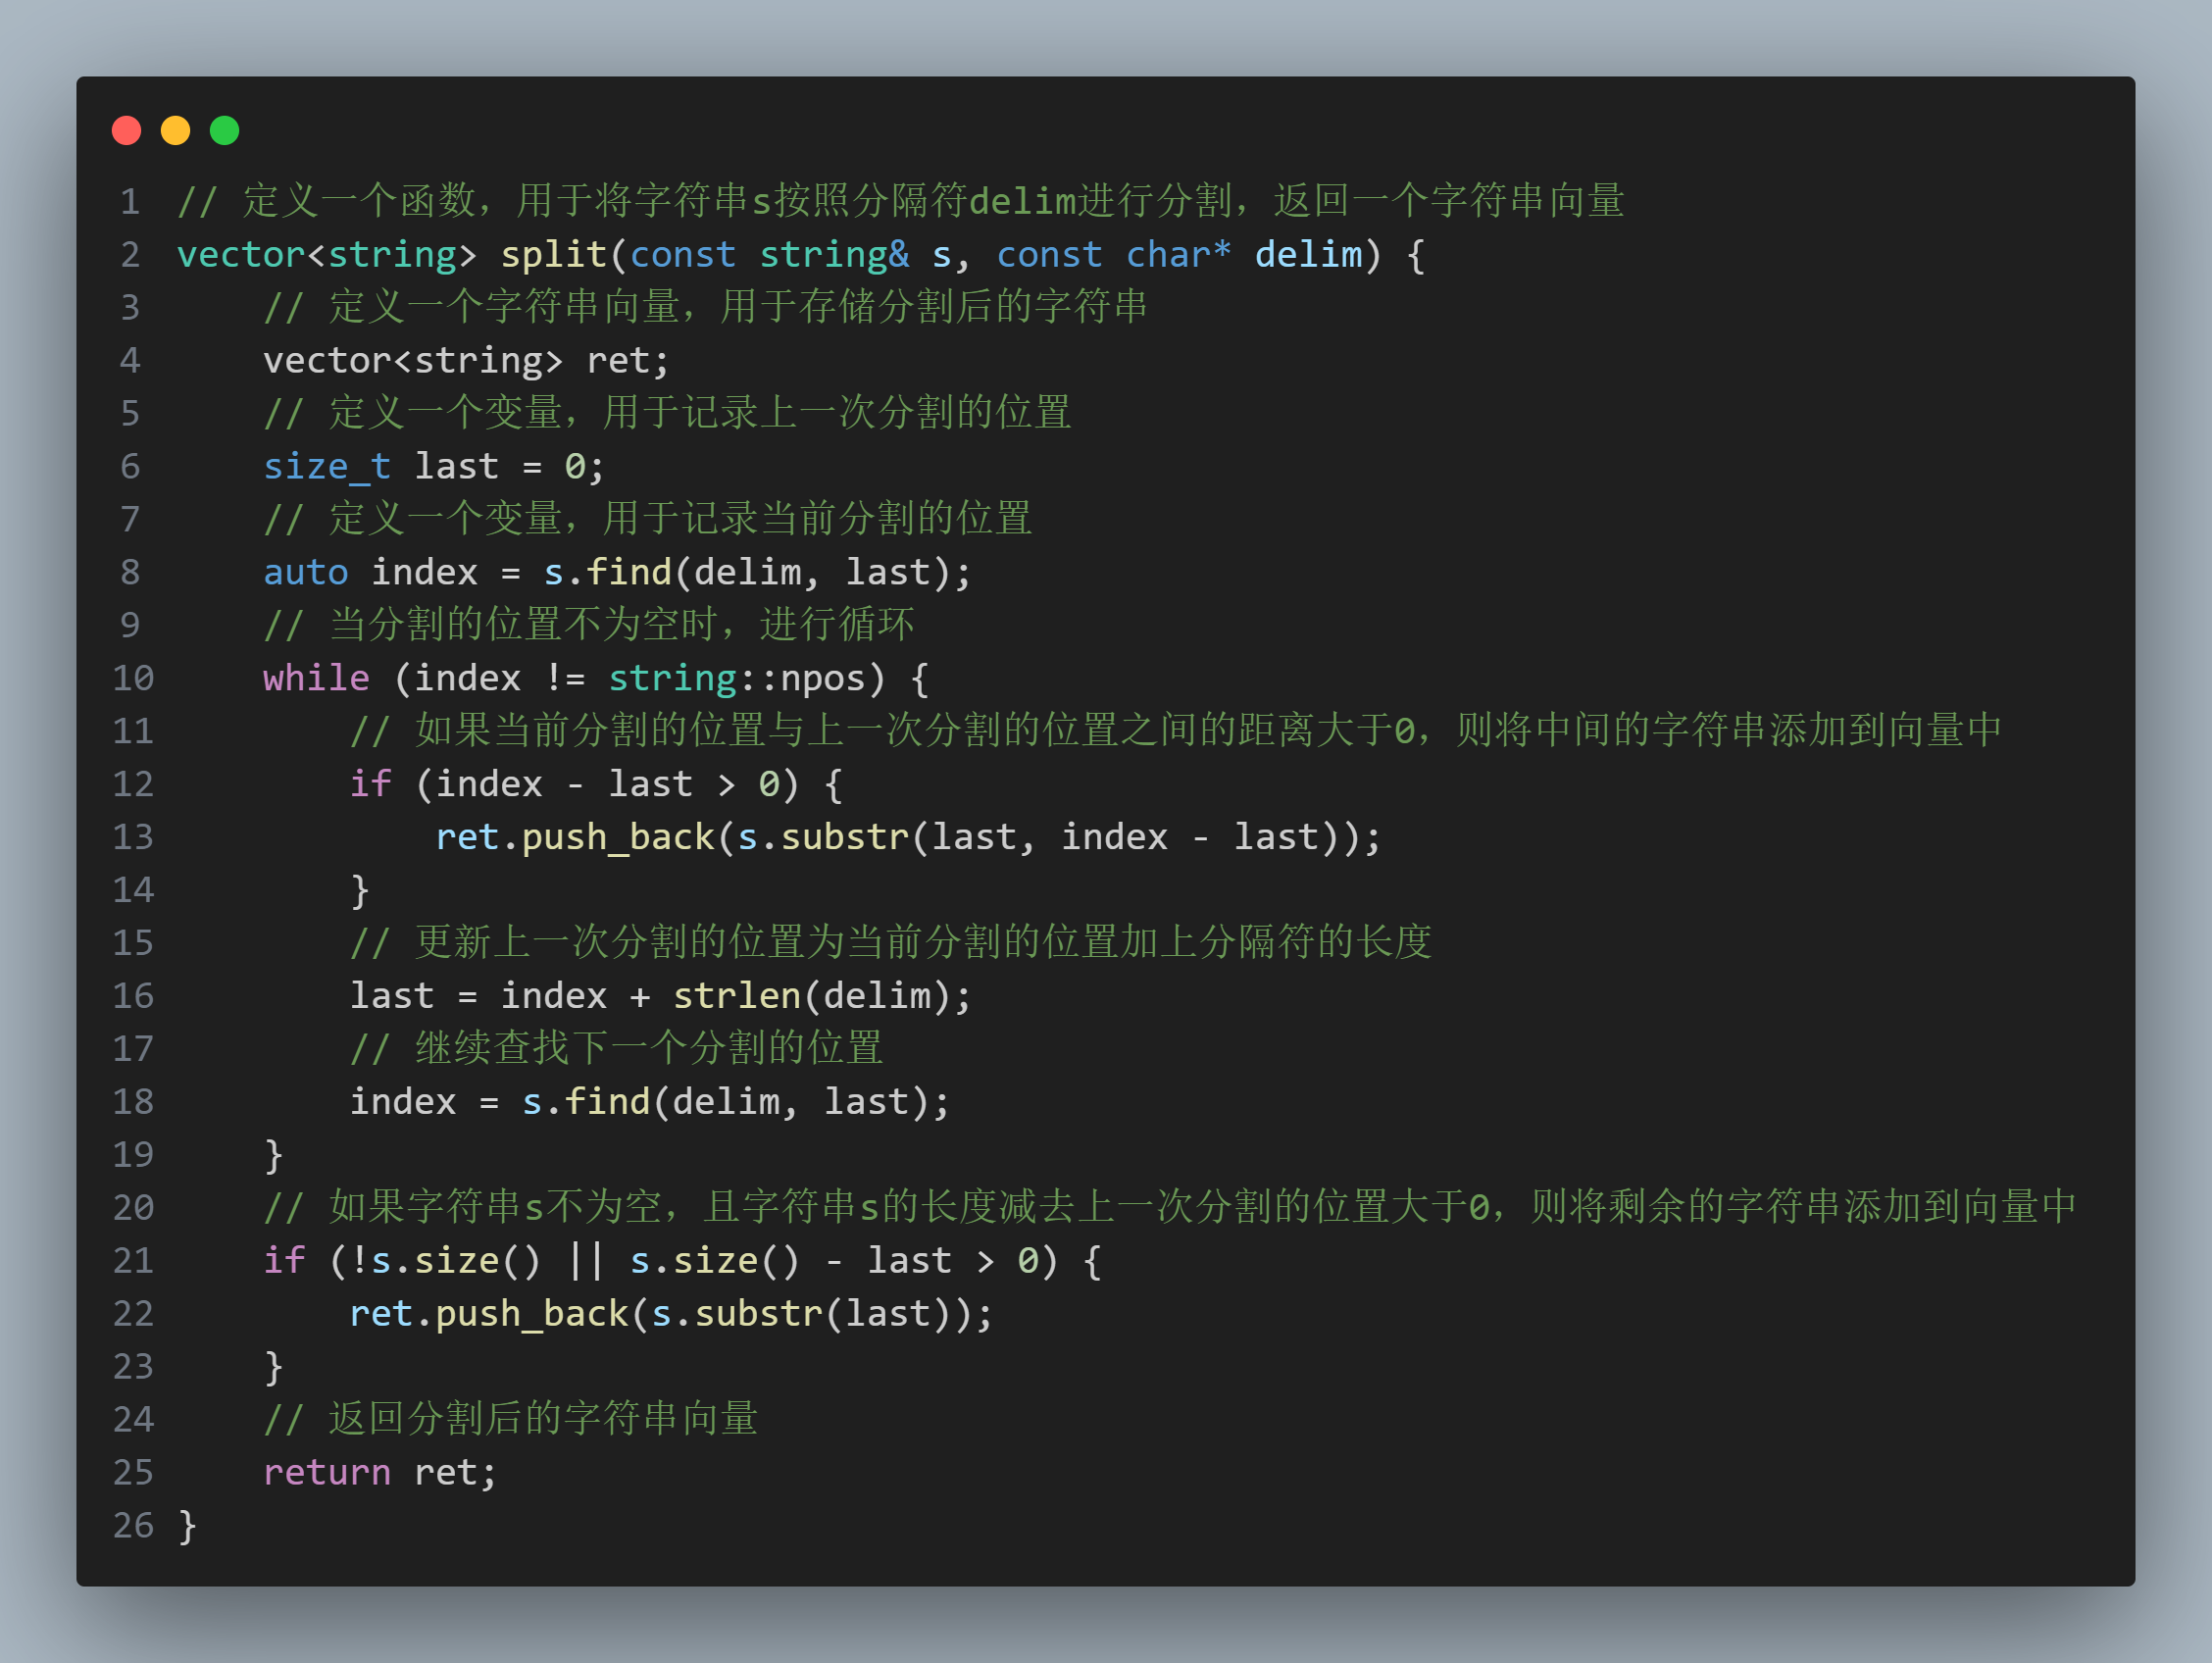 1 // 定义一个函数，用于将字符串s按照分隔符delim进行分割，返回一个字符串向量
2 vector<string> split(const string& s, const char* delim) {
3     // 定义一个字符串向量，用于存储分割后的字符串
4     vector<string> ret;
5     // 定义一个变量，用于记录上一次分割的位置
6     size_t last = 0;
7     // 定义一个变量，用于记录当前分割的位置
8     auto index = s.find(delim, last);
9     // 当分割的位置不为空时，进行循环
10     while (index != string::npos) {
11         // 如果当前分割的位置与上一次分割的位置之间的距离大于0，则将中间的字符串添加到向量中
12         if (index - last > 0) {
13             ret.push_back(s.substr(last, index - last));
14         }
15         // 更新上一次分割的位置为当前分割的位置加上分隔符的长度
16         last = index + strlen(delim);
17         // 继续查找下一个分割的位置
18         index = s.find(delim, last);
19     }
20     // 如果字符串s不为空，且字符串s的长度减去上一次分割的位置大于0，则将剩余的字符串添加到向量中
21     if (!s.size() || s.size() - last > 0) {
22         ret.push_back(s.substr(last));
23     }
24     // 返回分割后的字符串向量
25     return ret;
26 }